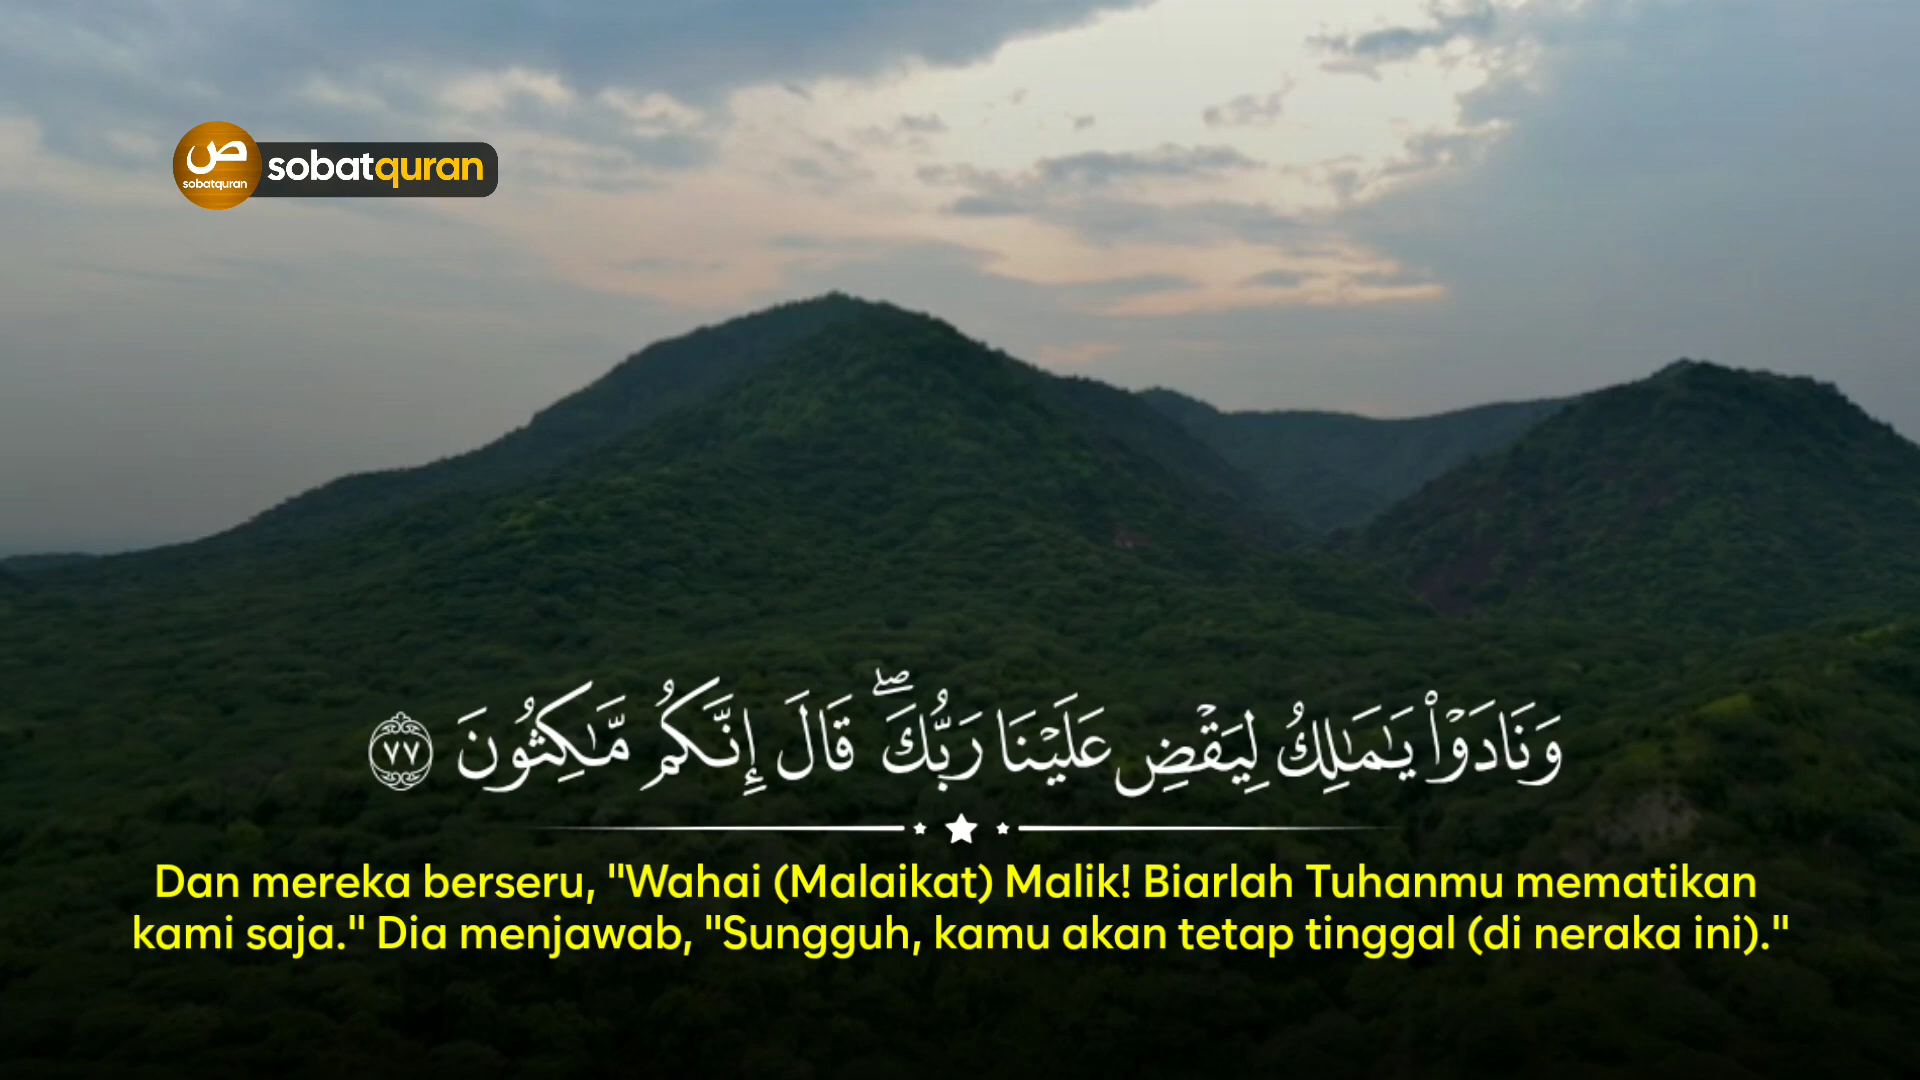 ص
sobatquran
sobatquran
وَنَادَوْا۟ يَـٰمَـٰلِكُ لِيَقْضِ عَلَيْنَا رَبُّكَ ۖ قَالَ إِنَّكُم مَّـٰكِثُونَ ٧٧
Dan mereka berseru, "Wahai (Malaikat) Malik! Biarlah Tuhanmu mematikan
kami saja." Dia menjawab, "Sungguh, kamu akan tetap tinggal (di neraka ini)."